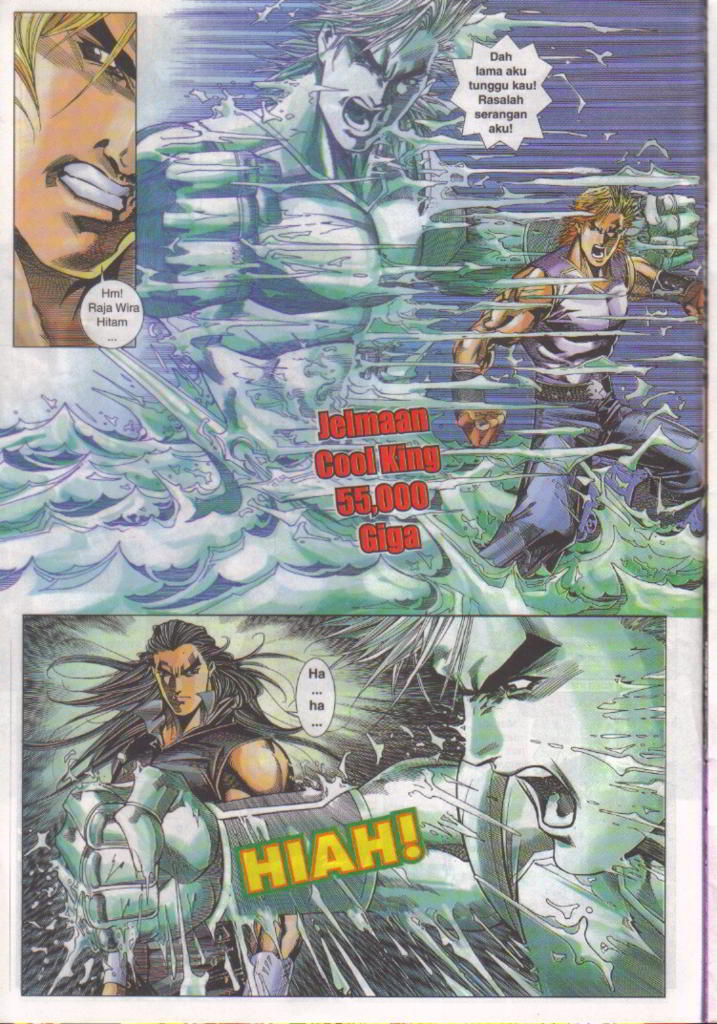 Hm!
Raja Wira
Hitam
...
Dah
lama aku
tunggu kau!
Rasalah
serangan
aku!
Jelmaan
Cool King
55,000
Giga
Ha
...
ha
...
HIAH!